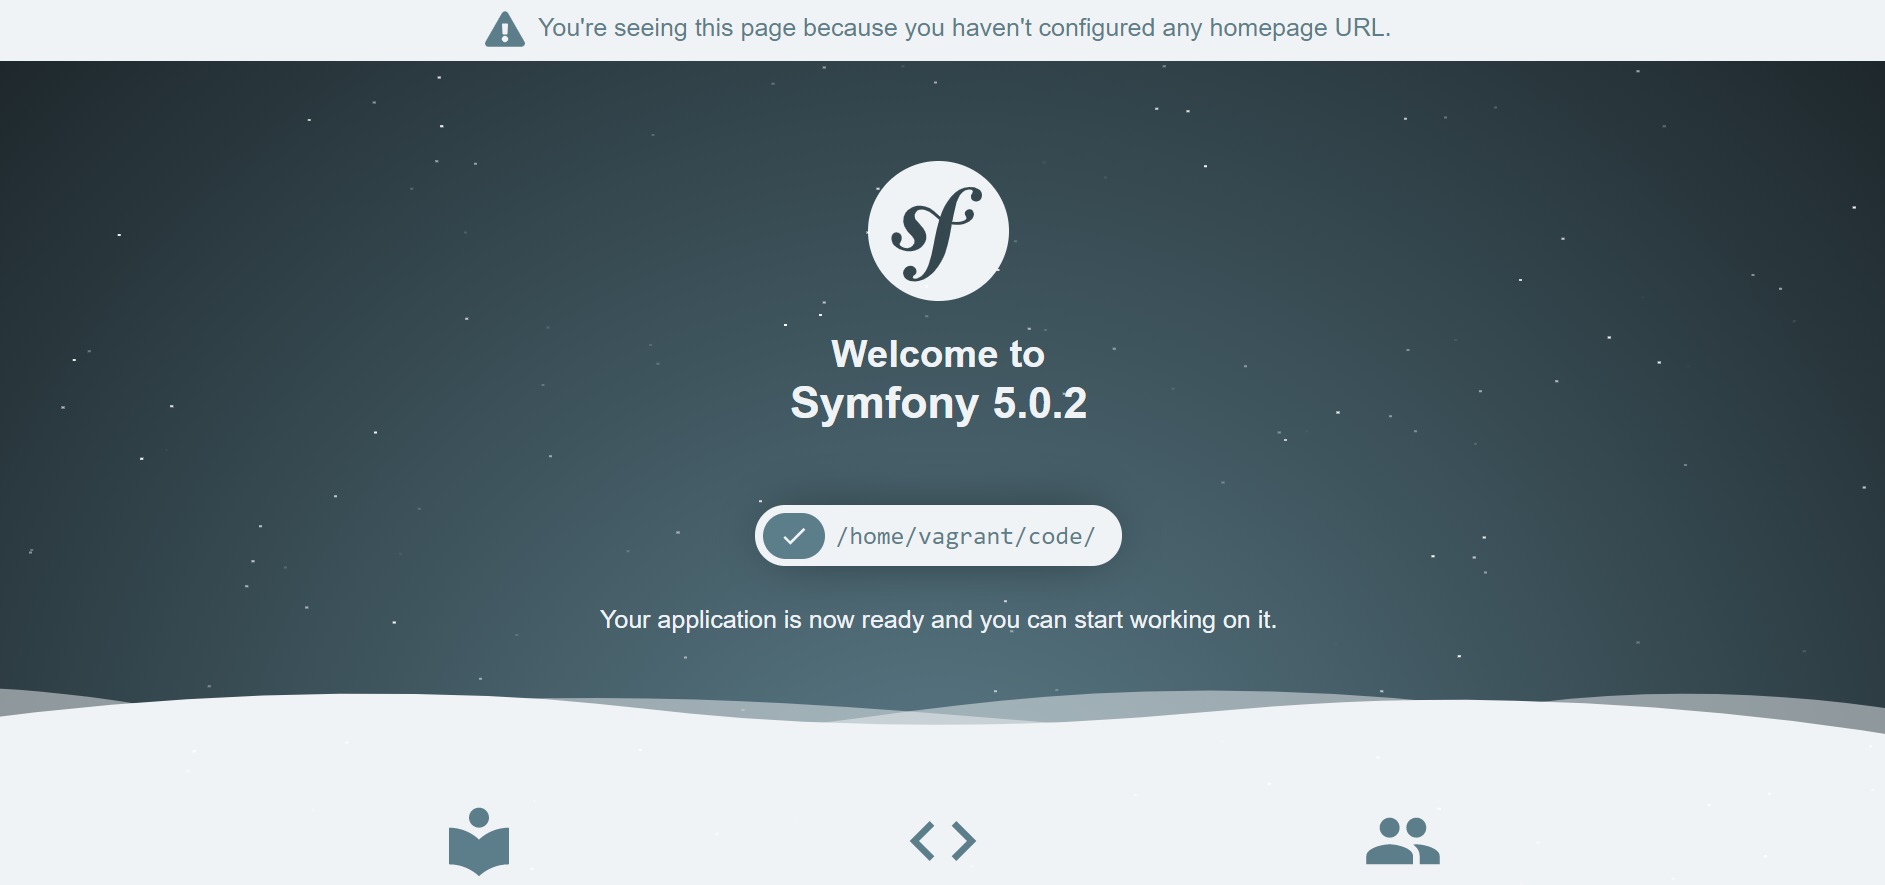 You're seeing this page because you haven't configured any homepage URL.
sf
Welcome to
Symfony 5.0.2
/home/vagrant/code/
Your application is now ready and you can start working on it.